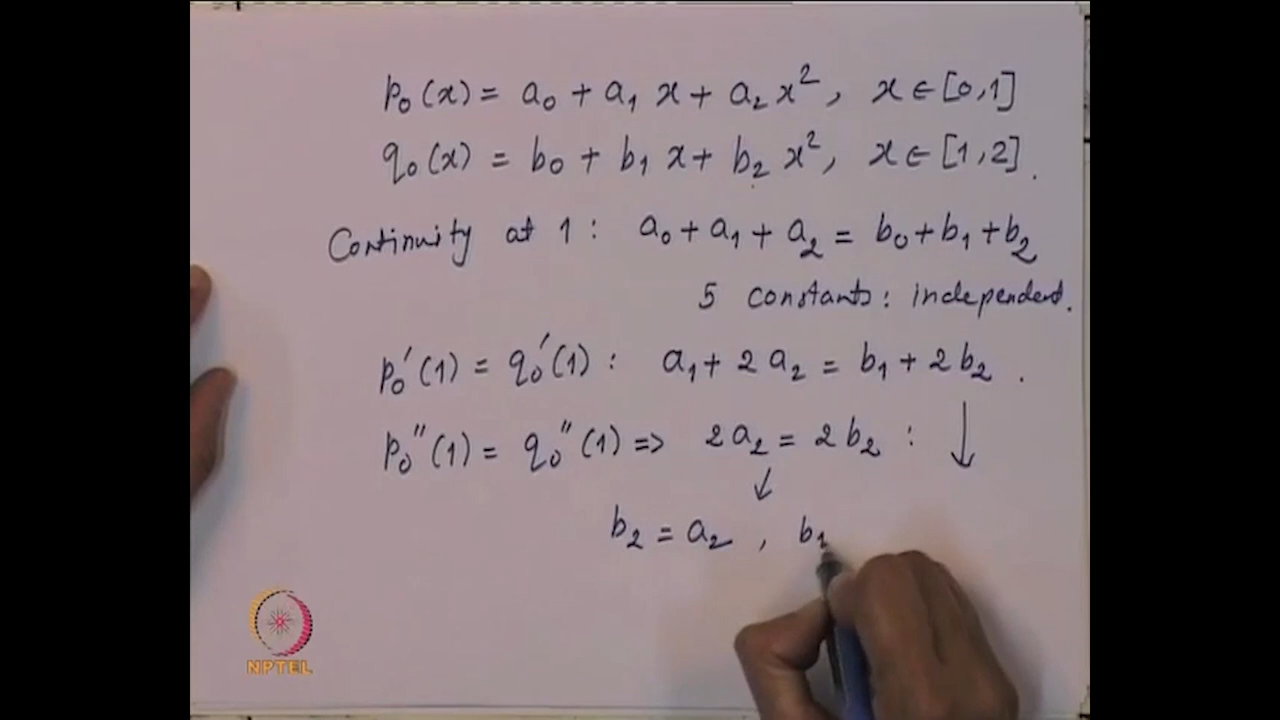 p₀(x) = a₀ + a₁ x + a₂ x², x ∈ [0,1]
q₀(x) = b₀ + b₁ x + b₂ x², x ∈ [1,2].
Continuity at 1 : a₀ + a₁ + a₂ = b₀ + b₁ + b₂
5 constants : independent.
p₀′(1) = q₀′(1) : a₁ + 2 a₂ = b₁ + 2 b₂ .
p₀″(1) = q₀″(1) => 2 a₂ = 2 b₂ : ↓
↙
b₂ = a₂ , b₁
NPTEL